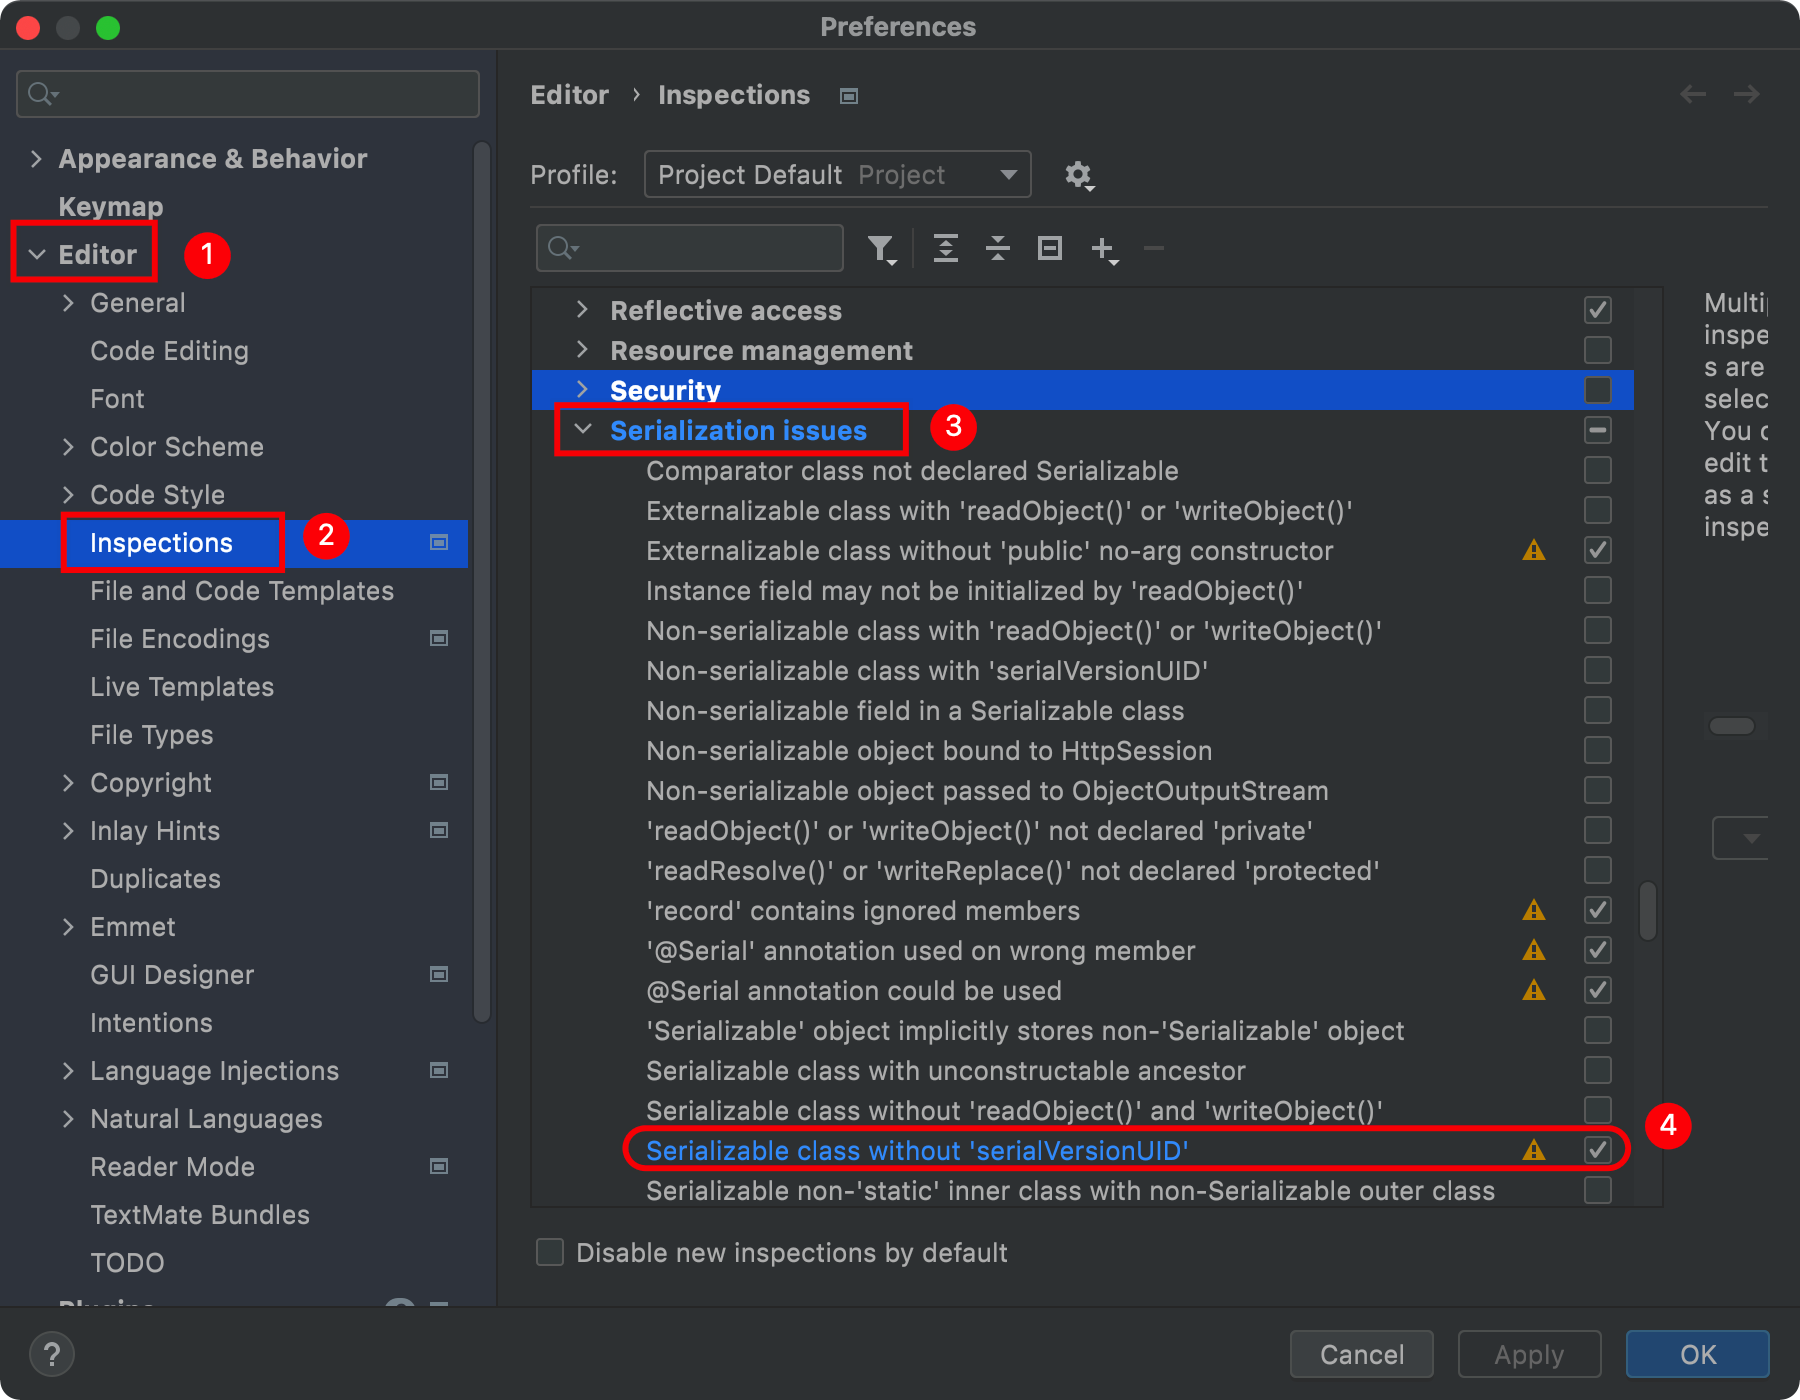 Preferences
Appearance & Behavior
Keymap
Editor
1
General
Code Editing
Font
Color Scheme
Code Style
Inspections
2
File and Code Templates
File Encodings
Live Templates
File Types
Copyright
Inlay Hints
Duplicates
Emmet
GUI Designer
Intentions
Language Injections
Natural Languages
Reader Mode
TextMate Bundles
TODO
Editor › Inspections
Profile: Project Default Project
Reflective access
Resource management
Security
Serialization issues
3
Comparator class not declared Serializable
Externalizable class with 'readObject()' or 'writeObject()'
Externalizable class without 'public' no-arg constructor
Instance field may not be initialized by 'readObject()'
Non-serializable class with 'readObject()' or 'writeObject()'
Non-serializable class with 'serialVersionUID'
Non-serializable field in a Serializable class
Non-serializable object bound to HttpSession
Non-serializable object passed to ObjectOutputStream
'readObject()' or 'writeObject()' not declared 'private'
'readResolve()' or 'writeReplace()' not declared 'protected'
'record' contains ignored members
'@Serial' annotation used on wrong member
@Serial annotation could be used
'Serializable' object implicitly stores non-'Serializable' object
Serializable class with unconstructable ancestor
Serializable class without 'readObject()' and 'writeObject()'
Serializable class without 'serialVersionUID'
4
Serializable non-'static' inner class with non-Serializable outer class
Multi
inspe
s are
selec
You
edit
as a
inspe
Disable new inspections by default
?
Cancel
Apply
OK